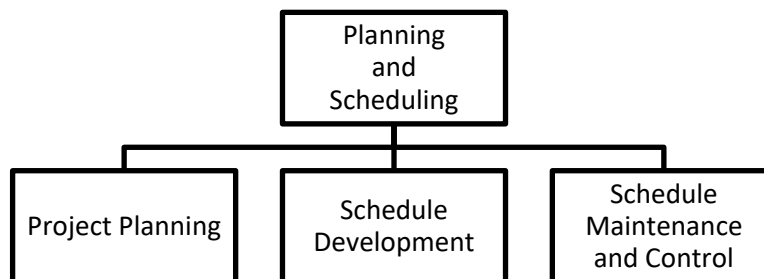 Planning
and
Scheduling
Project Planning
Schedule
Development
Schedule
Maintenance
and Control